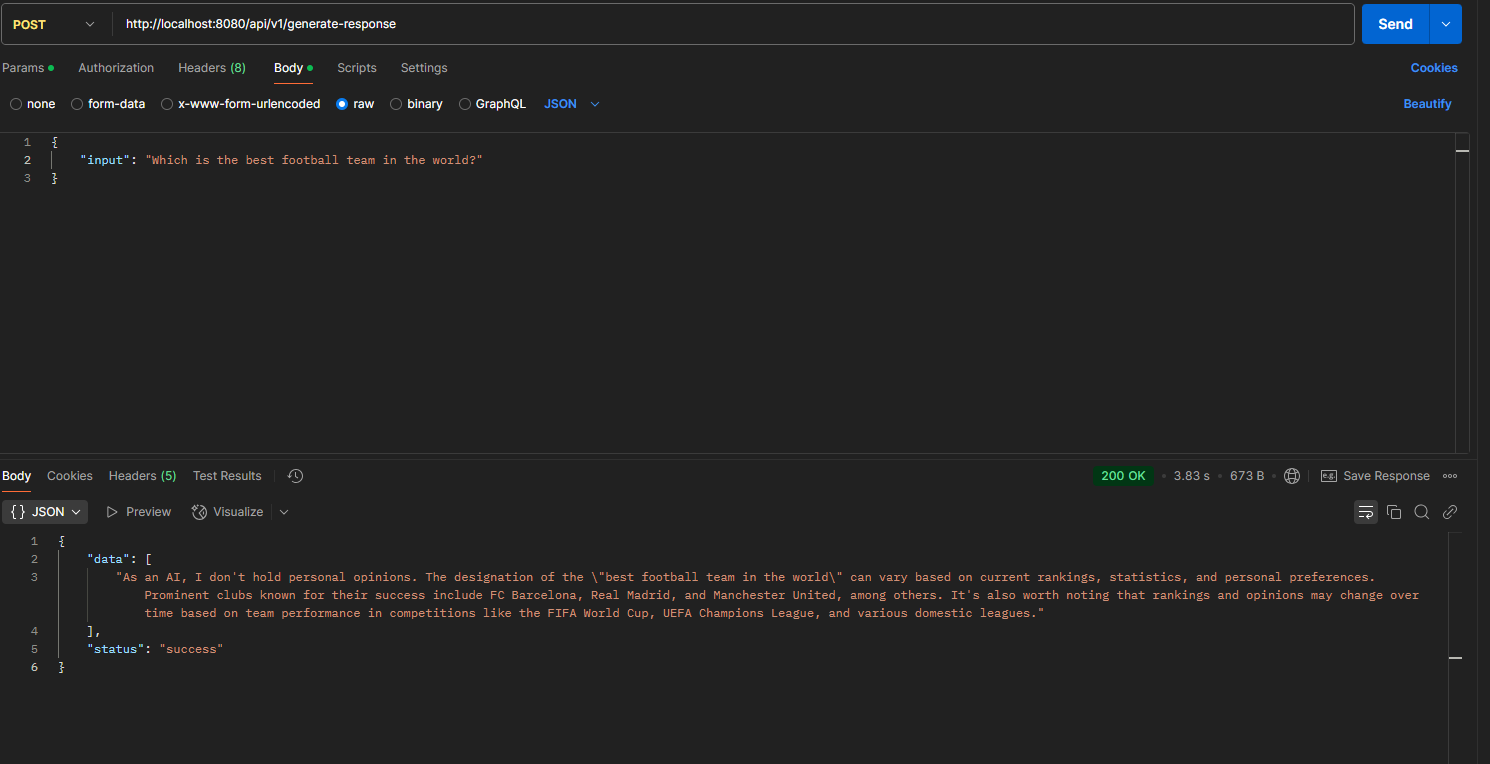 POST http://localhost:8080/api/v1/generate-response Send
Params Authorization Headers (8) Body Scripts Settings Cookies
none form-data x-www-form-urlencoded raw binary GraphQL JSON Beautify
1 {
2 "input": "Which is the best football team in the world?"
3 }
Body Cookies Headers (5) Test Results 200 OK 3.83 s 673 B e.g. Save Response
{} JSON Preview Visualize
1 {
2 "data": [
3 "As an AI, I don't hold personal opinions. The designation of the \"best football team in the world\" can vary based on current rankings, statistics, and personal preferences.
Prominent clubs known for their success include FC Barcelona, Real Madrid, and Manchester United, among others. It's also worth noting that rankings and opinions may change over
time based on team performance in competitions like the FIFA World Cup, UEFA Champions League, and various domestic leagues."
4 ],
5 "status": "success"
6 }